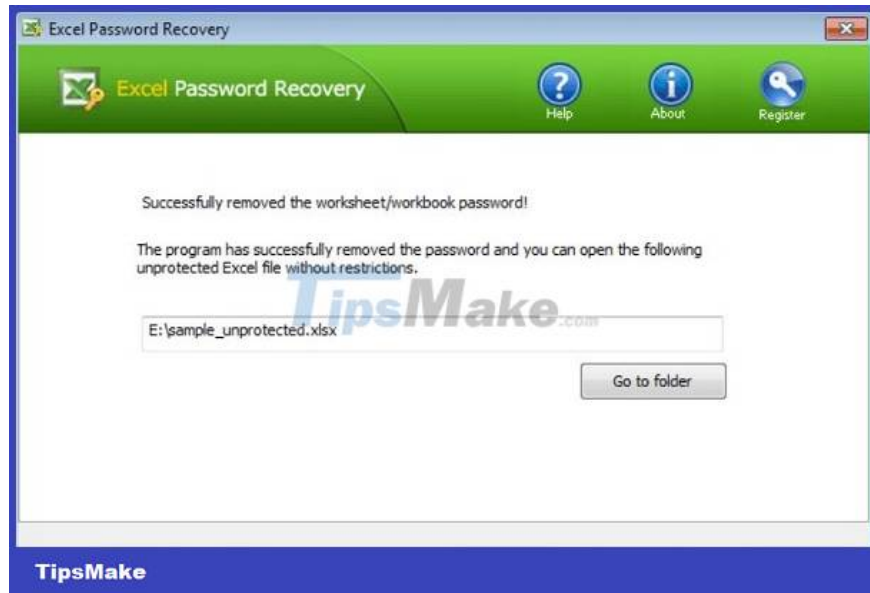 Excel Password Recovery
Excel Password Recovery
Help
About
Register
Successfully removed the worksheet/workbook password!
The program has successfully removed the password and you can open the following
unprotected Excel file without restrictions.
TipsMake.com
E:\sample_unprotected.xlsx
Go to folder
TipsMake